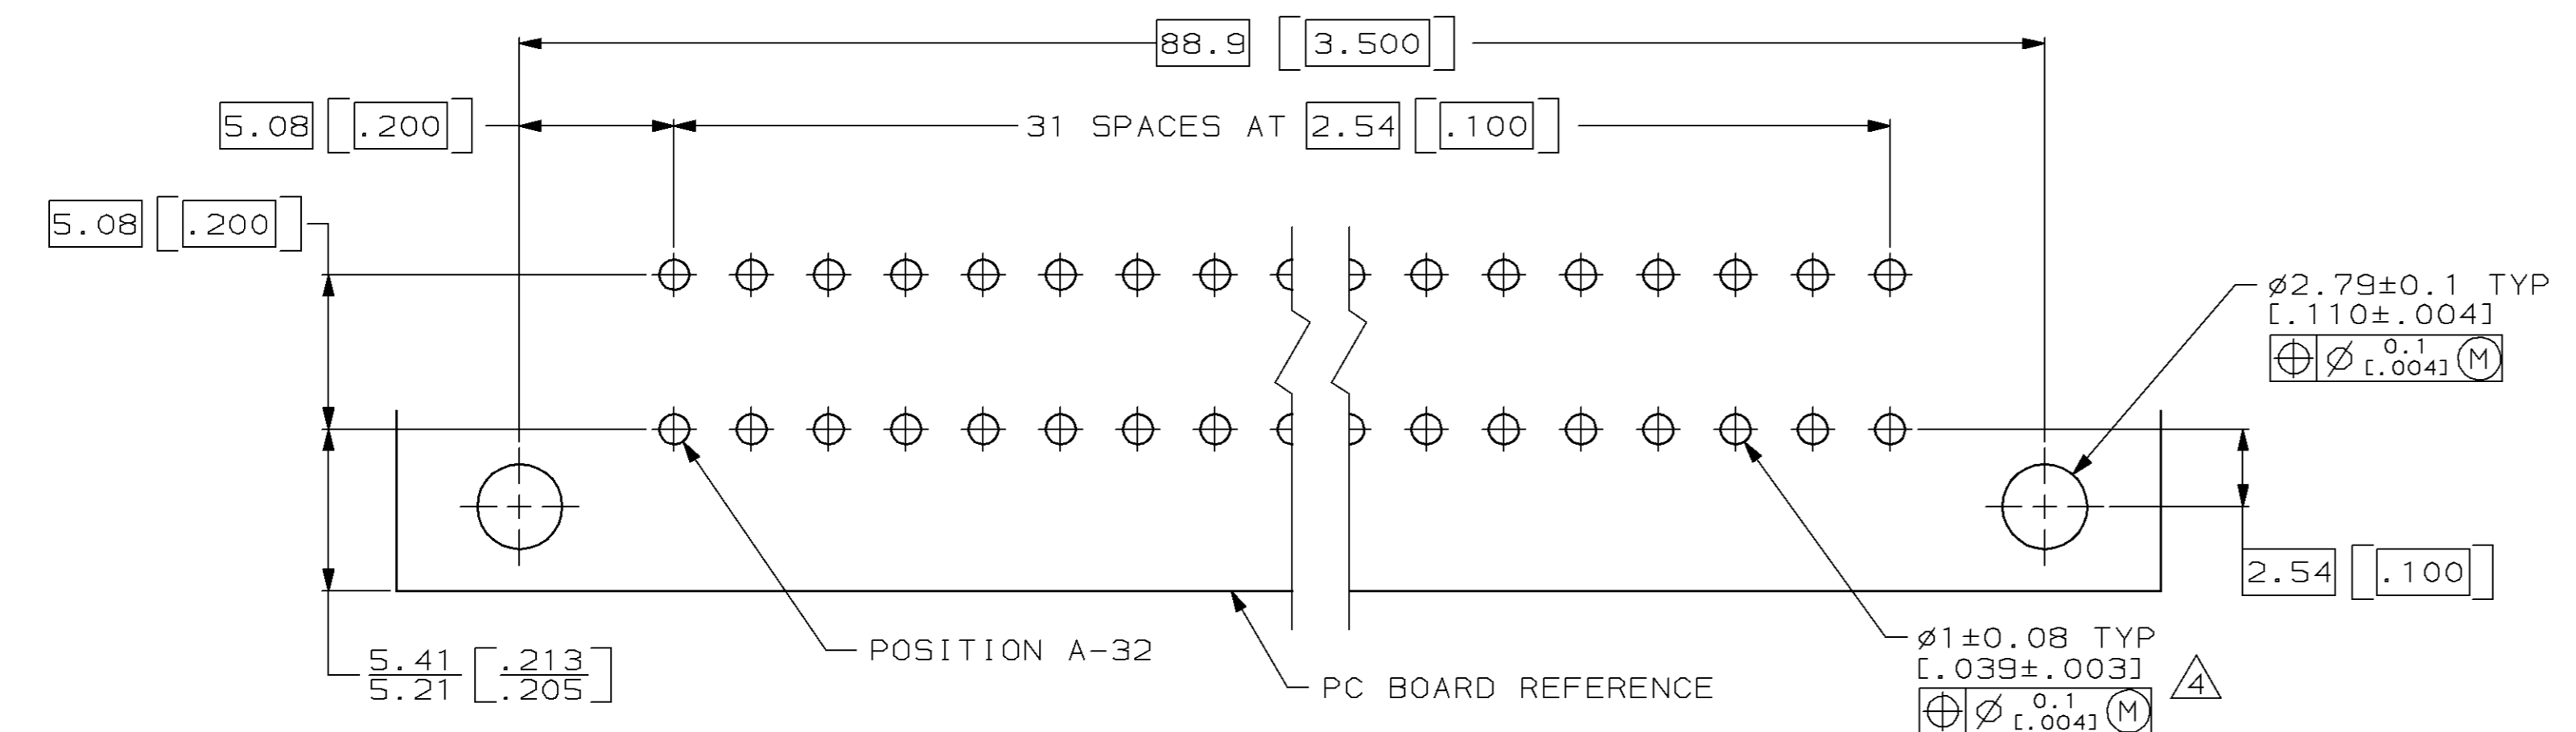 88.9 [3.500]
5.08 [.200]
31 SPACES AT 2.54 [.100]
5.08 [.200]
ø2.79±0.1 TYP
[.110±.004]
⌖ ø 0.1 Ⓜ
[.004]
2.54 [.100]
POSITION A-32
5.41 [.213]
5.21 [.205]
PC BOARD REFERENCE
ø1±0.08 TYP
[.039±.003]
4
⌖ ø 0.1 Ⓜ
[.004]